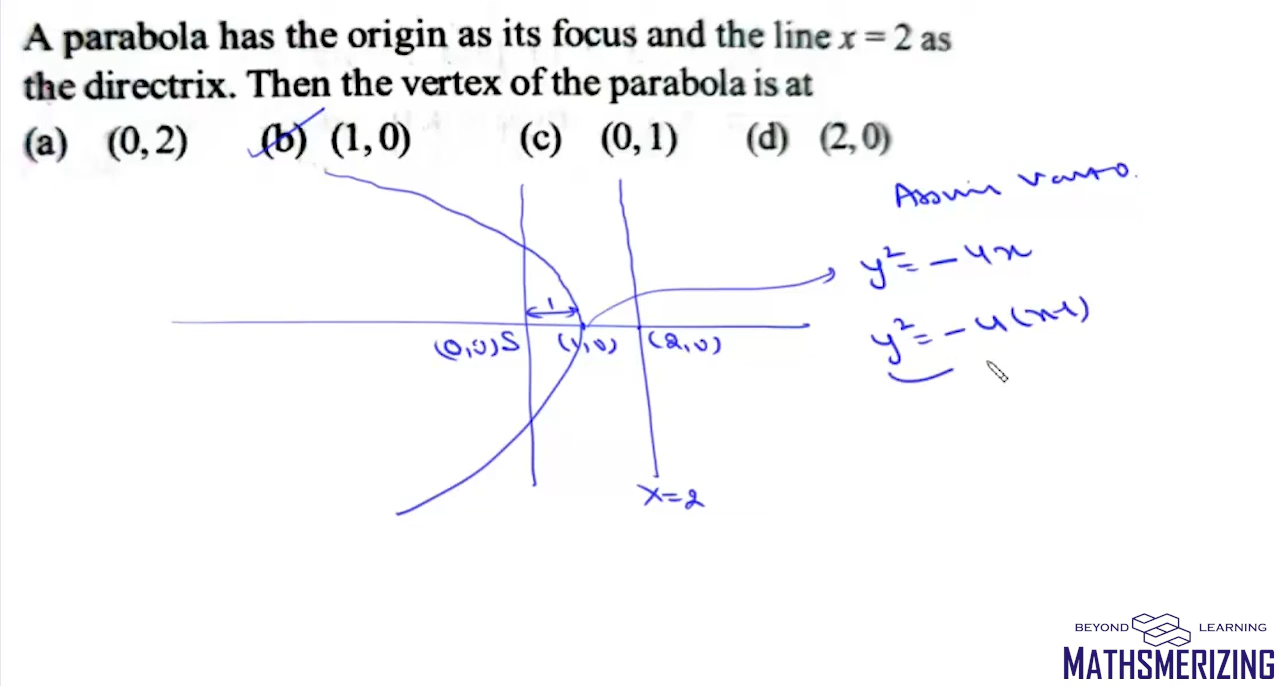 A parabola has the origin as its focus and the line x = 2 as
the directrix. Then the vertex of the parabola is at
(a) (0, 2) (b) (1, 0) (c) (0, 1) (d) (2, 0)
y² = -4x
1
y² = -4(x-1)
(0,0) S (1,0) (2,0)
x=2
BEYOND LEARNING
MATHSMERIZING